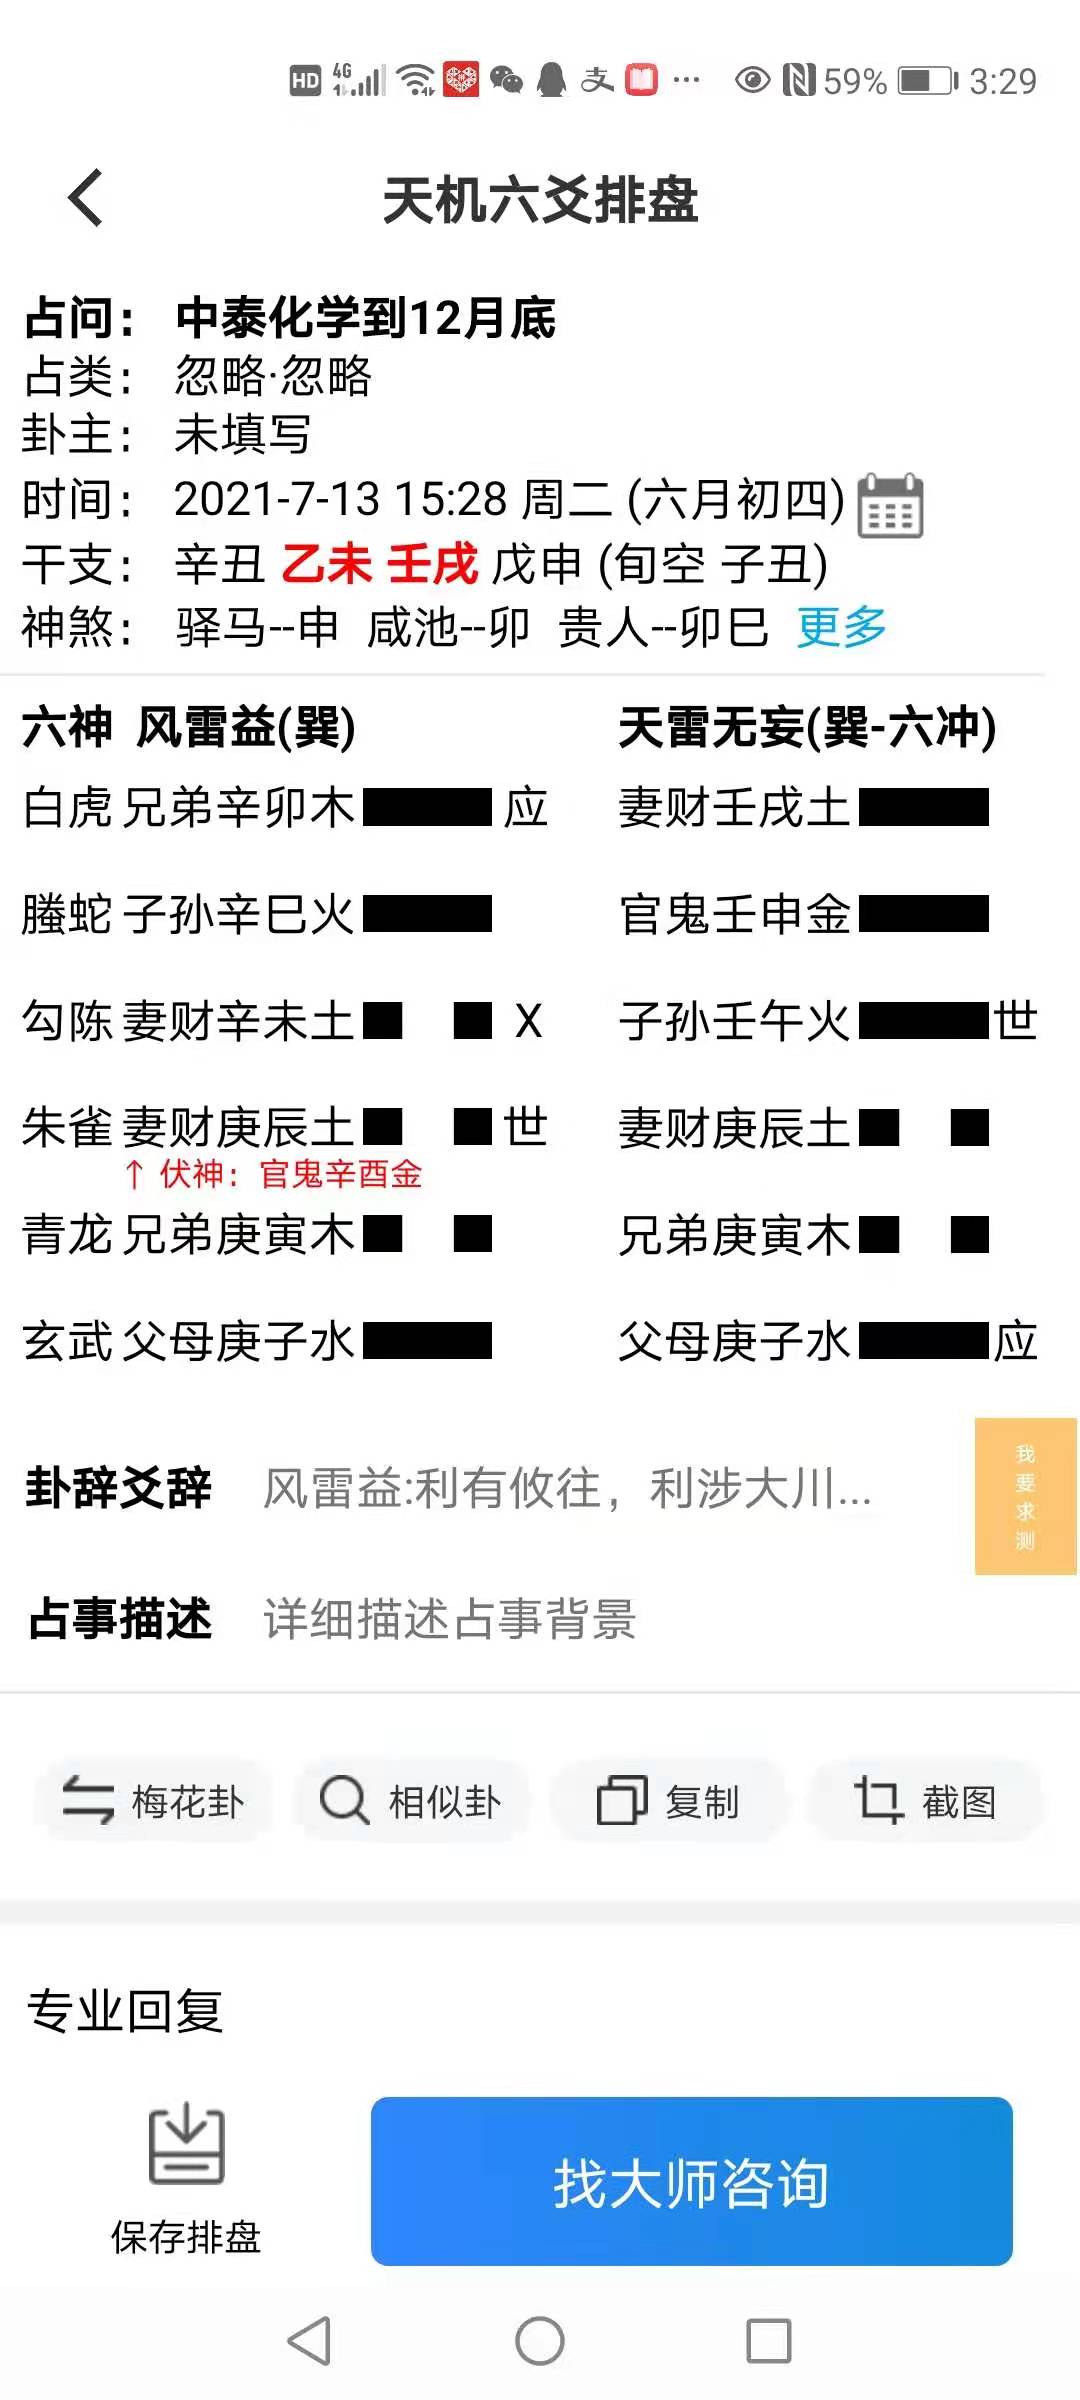 HD 4G 支 59% 3:29
天机六爻排盘
占问： 中泰化学到12月底
占类： 忽略·忽略
卦主： 未填写
时间： 2021-7-13 15:28 周二 (六月初四)
干支： 辛丑 乙未 壬戌 戊申 (旬空 子丑)
神煞： 驿马--申 咸池--卯 贵人--卯巳 更多
六神 风雷益(巽) 天雷无妄(巽-六冲)
白虎 兄弟辛卯木 应 妻财壬戌土
螣蛇 子孙辛巳火 官鬼壬申金
勾陈 妻财辛未土 X 子孙壬午火 世
朱雀 妻财庚辰土 世 妻财庚辰土
↑ 伏神：官鬼辛酉金
青龙 兄弟庚寅木 兄弟庚寅木
玄武 父母庚子水 父母庚子水 应
我要求测
卦辞爻辞 风雷益:利有攸往，利涉大川...
占事描述 详细描述占事背景
梅花卦 相似卦 复制 截图
专业回复
保存排盘 找大师咨询